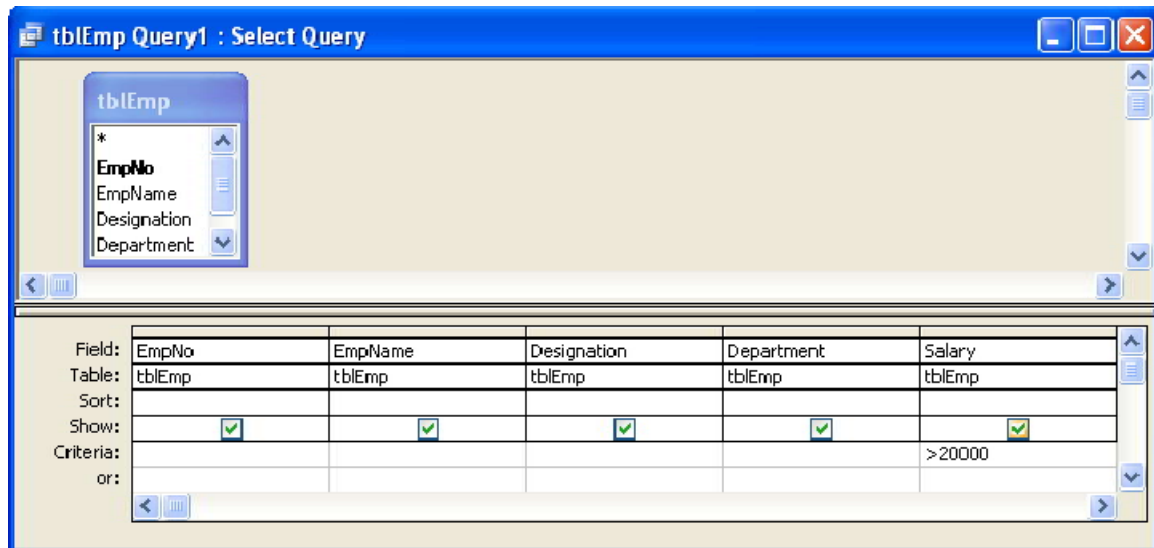 tblEmp Query1 : Select Query
tblEmp
*
EmpNo
EmpName
Designation
Department
Field: EmpNo EmpName Designation Department Salary
Table: tblEmp tblEmp tblEmp tblEmp tblEmp
Sort:
Show:
Criteria: >20000
or: